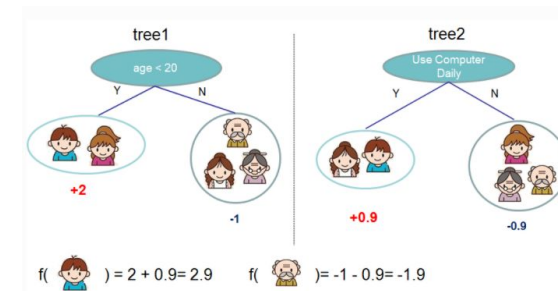 tree1
age < 20
Y
N
+2
-1
tree2
Use Computer
Daily
Y
N
+0.9
-0.9
f( ) = 2 + 0.9= 2.9
f( )= -1 - 0.9= -1.9